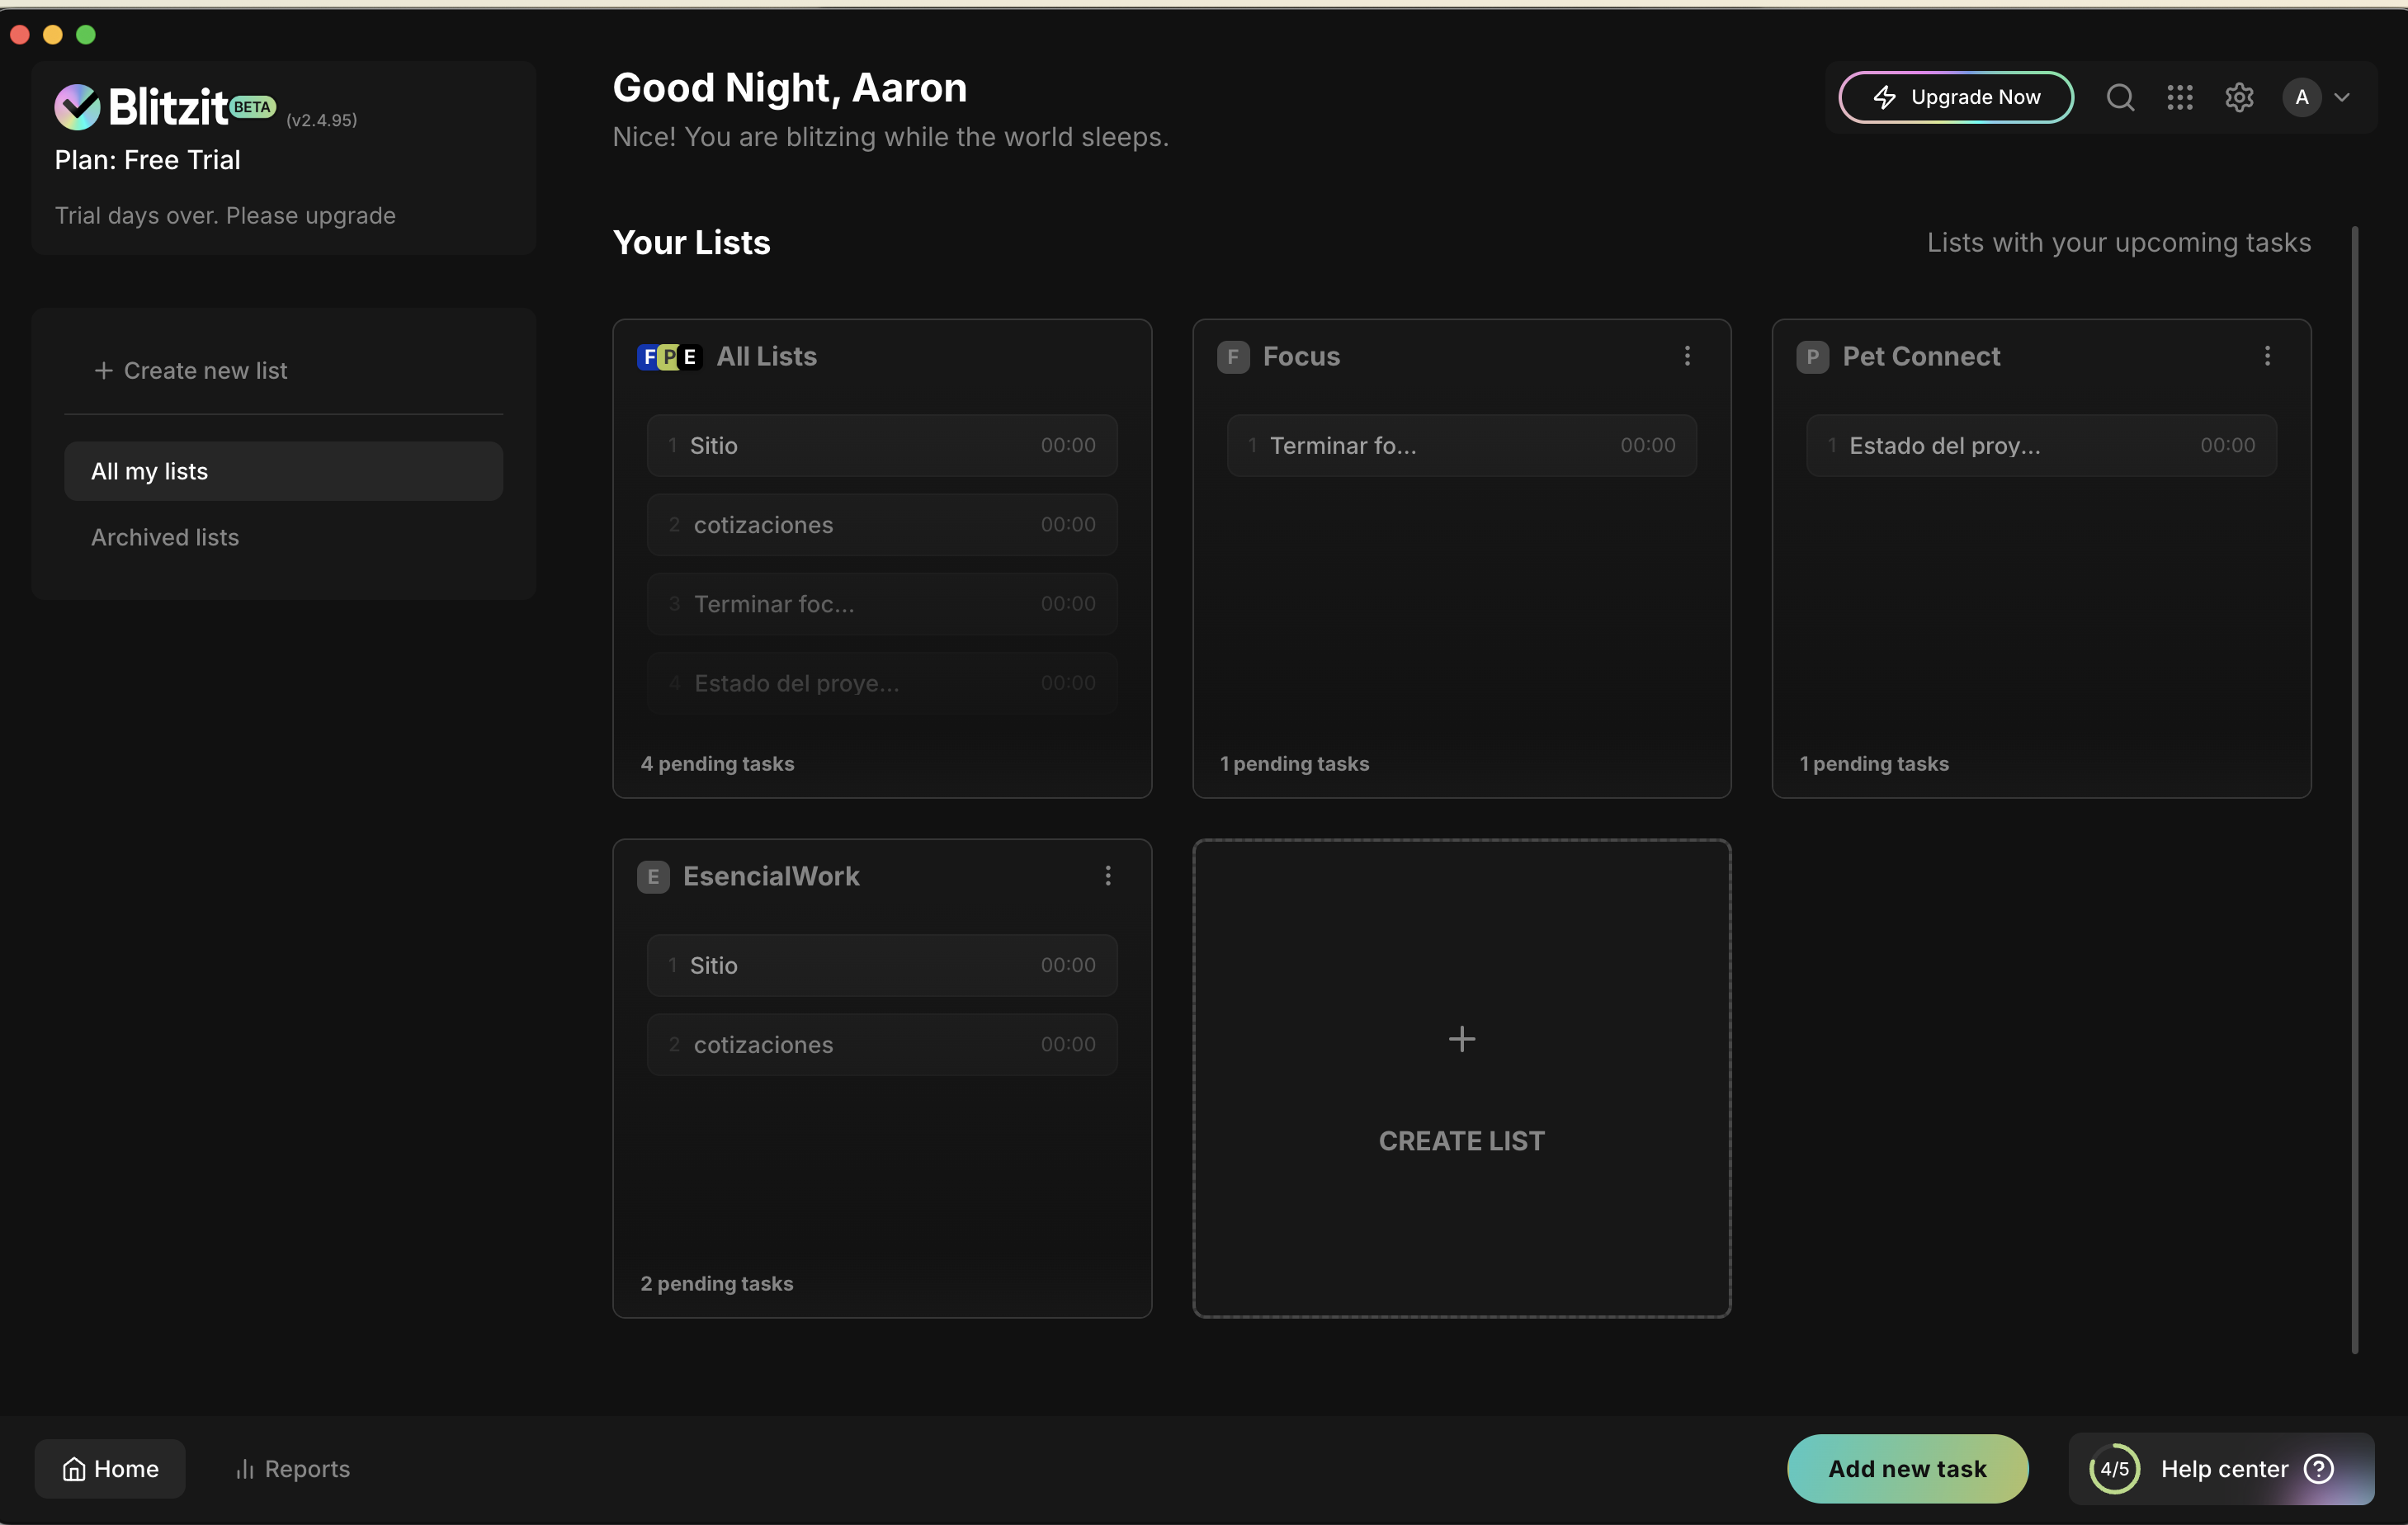 Blitzit BETA (v2.4.95)
Plan: Free Trial
Trial days over. Please upgrade
Create new list
All my lists
Archived lists
Good Night, Aaron
Nice! You are blitzing while the world sleeps.
Upgrade Now
A
Your Lists
Lists with your upcoming tasks
F P E All Lists
1 Sitio 00:00
2 cotizaciones 00:00
3 Terminar foc... 00:00
4 Estado del proye... 00:00
4 pending tasks
F Focus
1 Terminar fo... 00:00
1 pending tasks
P Pet Connect
1 Estado del proy... 00:00
1 pending tasks
E EsencialWork
1 Sitio 00:00
2 cotizaciones 00:00
2 pending tasks
CREATE LIST
Home
Reports
Add new task
4/5 Help center ?